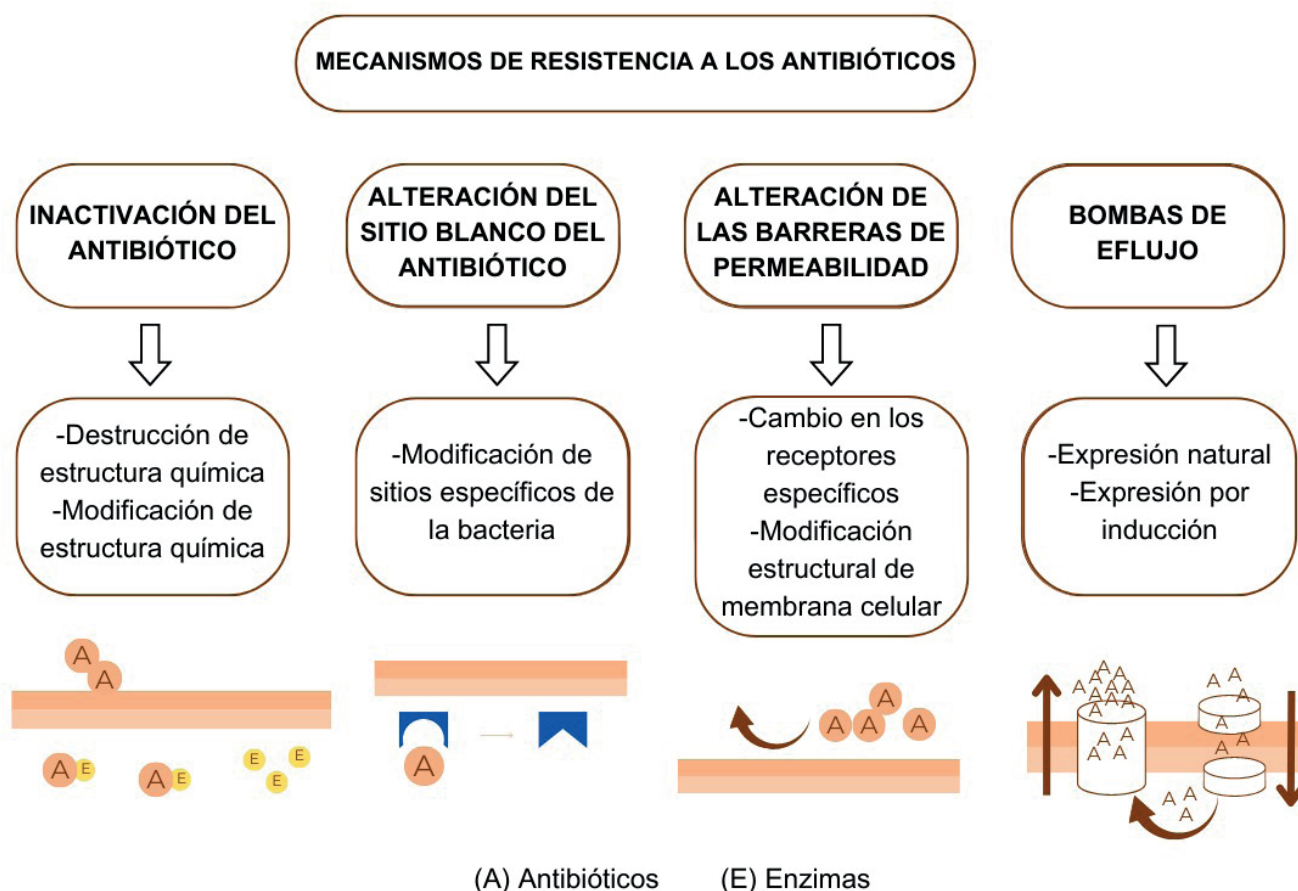 MECANISMOS DE RESISTENCIA A LOS ANTIBIÓTICOS
INACTIVACIÓN DEL
ANTIBIÓTICO
-Destrucción de
estructura química
-Modificación de
estructura química
A
A
A E
A E
E
E
E
ALTERACIÓN DEL
SITIO BLANCO DEL
ANTIBIÓTICO
-Modificación de
sitios específicos de
la bacteria
A
ALTERACIÓN DE
LAS BARRERAS DE
PERMEABILIDAD
-Cambio en los
receptores
específicos
-Modificación
estructural de
membrana celular
A
A A A
BOMBAS DE
EFLUJO
-Expresión natural
-Expresión por
inducción
A
A A
A A A A
A A A
A
A A
A A
A A
A
A
A A
A A
A
(A) Antibióticos (E) Enzimas